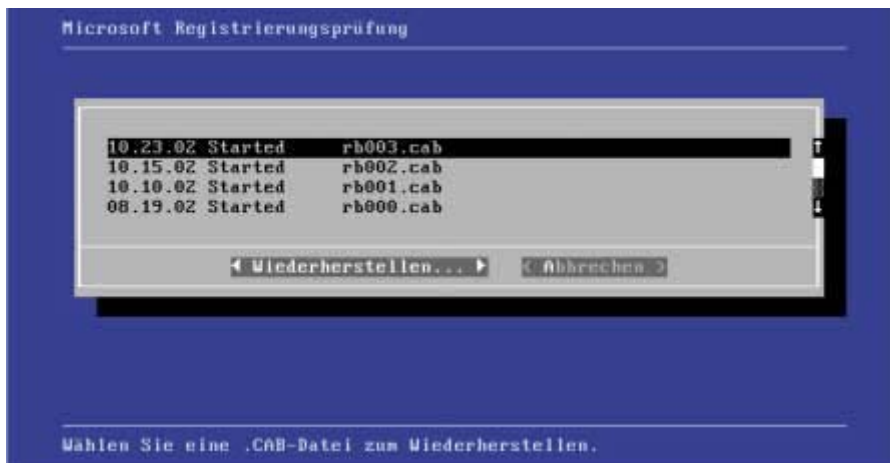 Microsoft Registrierungsprüfung
10.23.02 Started rb003.cab
10.15.02 Started rb002.cab
10.10.02 Started rb001.cab
08.19.02 Started rb000.cab
Wiederherstellen... < Abbrechen >
Wählen Sie eine .CAB-Datei zum Wiederherstellen.